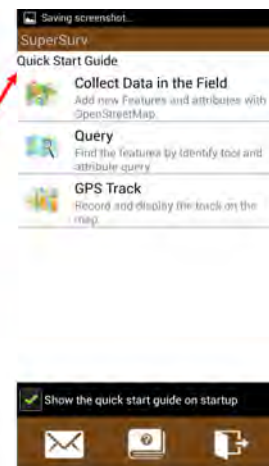 Saving screenshot...
SuperSurv
Quick Start Guide
Collect Data in the Field
Add new Features and attributes with
OpenStreetMap
Query
Find the features by Identify tool and
attribute query
GPS Track
Record and display the track on the
map.
Show the quick start guide on startup